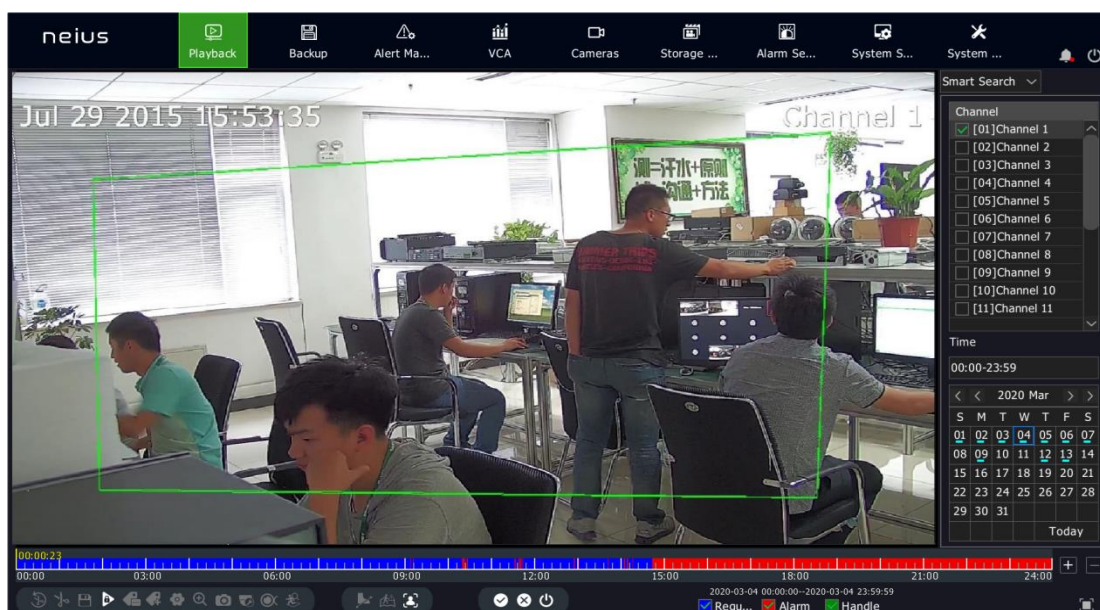 neius
Playback
Backup
Alert Ma...
VCA
Cameras
Storage ...
Alarm Se...
System S...
System ...
Smart Search
Jul 29 2015 15:53:35
Channel 1
测=汗水+原则
沟通+方法
SUMMER TRIPS
Channel
[01]Channel 1
[02]Channel 2
[03]Channel 3
[04]Channel 4
[05]Channel 5
[06]Channel 6
[07]Channel 7
[08]Channel 8
[09]Channel 9
[10]Channel 10
[11]Channel 11
Time
00:00-23:59
2020 Mar
S M T W T F S
01 02 03 04 05 06 07
08 09 10 11 12 13 14
15 16 17 18 19 20 21
22 23 24 25 26 27 28
29 30 31
Today
00:00:23
00:00 03:00 06:00 09:00 12:00 15:00 18:00 21:00 24:00
2020-03-04 00:00:00--2020-03-04 23:59:59
Regu... Alarm Handle